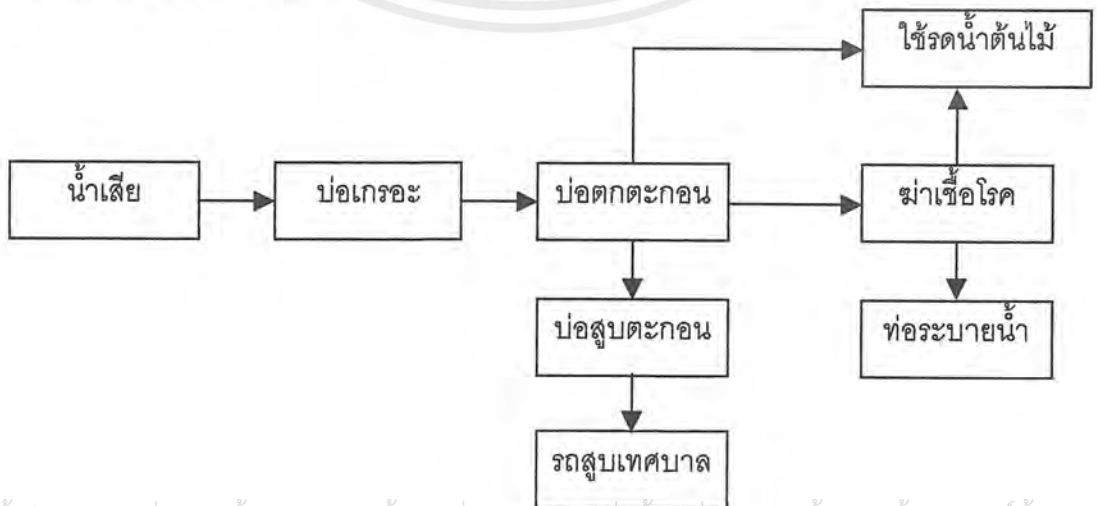 ใช้รดน้ำต้นไม้
น้ำเสีย
บ่อเกรอะ
บ่อตกตะกอน
ฆ่าเชื้อโรค
บ่อสูบตะกอน
ท่อระบายน้ำ
รถสูบเทศบาล